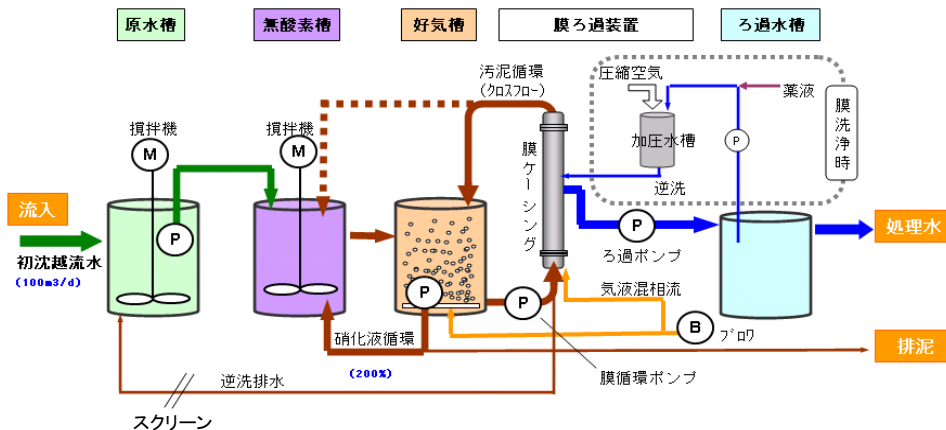 原水槽
無酸素槽
好気槽
膜ろ過装置
ろ過水槽
汚泥循環
(クロスフロー)
圧縮空気
薬液
膜洗浄時
攪拌機
攪拌機
M
M
P
加圧水槽
膜ケーシング
逆洗
流入
P
P
処理水
初沈越流水
(100m3/d)
ろ過ポンプ
気液混相流
P
P
B
ブロワ
硝化液循環
排泥
(200%)
膜循環ポンプ
逆洗排水
スクリーン